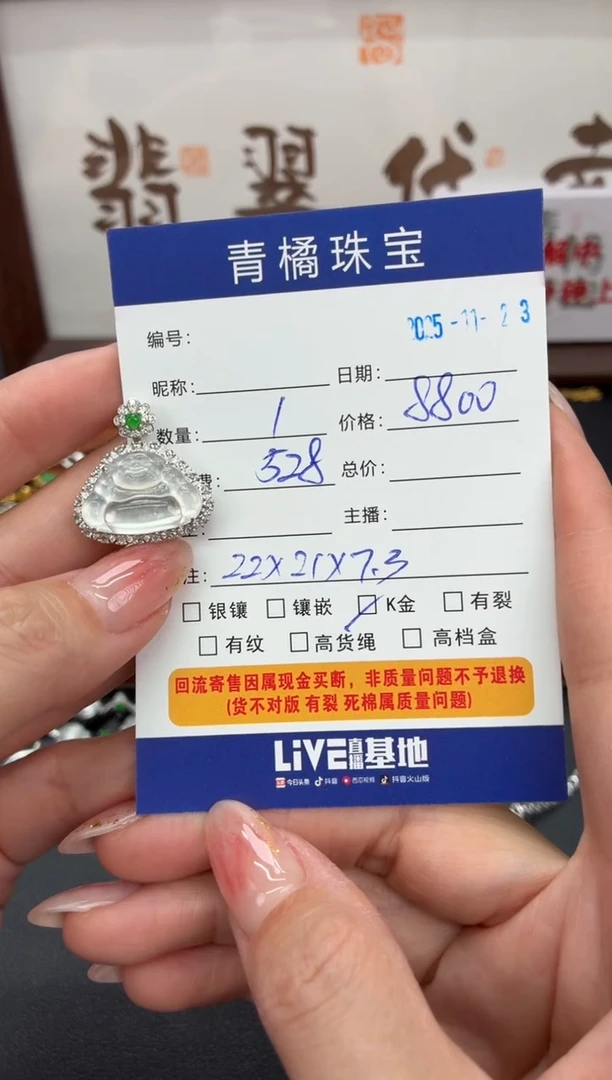 翡翠代
青橘珠宝
2025-11-23
编号：
昵称： 日期：
数量： 1 价格： 8800
费： 528 总价：
主播：
注： 22X21X7.3
银镶 镶嵌 K金 有裂
有纹 高货绳 高档盒
回流寄售因属现金买断，非质量问题不予退换
(货不对版 有裂 死棉属质量问题)
LIVE直播基地
今日头条 抖音 西瓜视频 抖音火山版